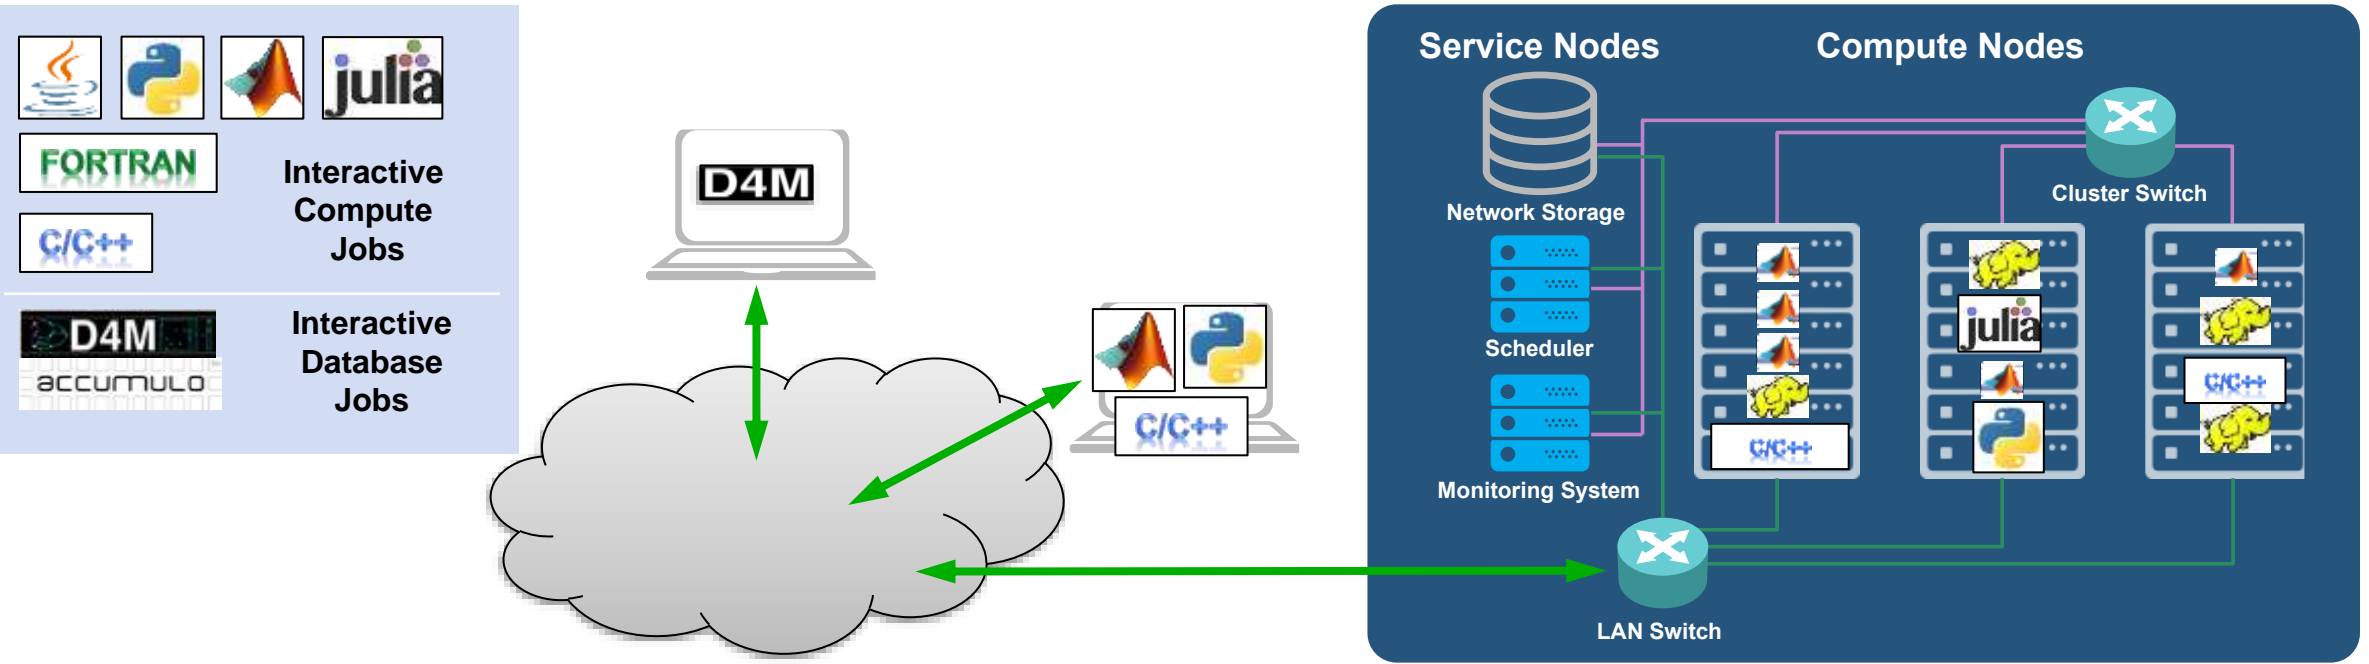 julia
FORTRAN
C/C++
Interactive
Compute
Jobs
D4M
accumulo
Interactive
Database
Jobs
D4M
C/C++
Service Nodes
Compute Nodes
Network Storage
Scheduler
Monitoring System
Cluster Switch
LAN Switch
C/C++
julia
C/C++